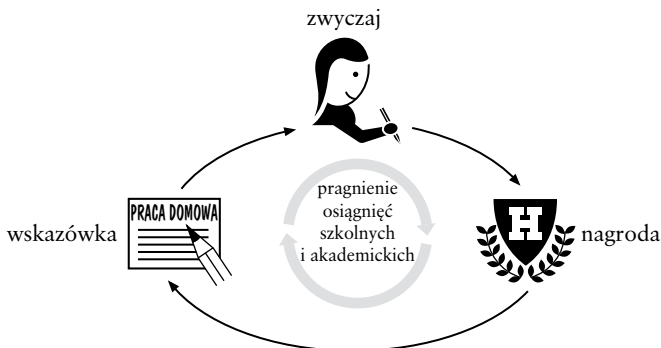 zwyczaj
wskazówka
PRACA DOMOWA
pragnienie
osiągnięć
szkolnych
i akademickich
H
nagroda